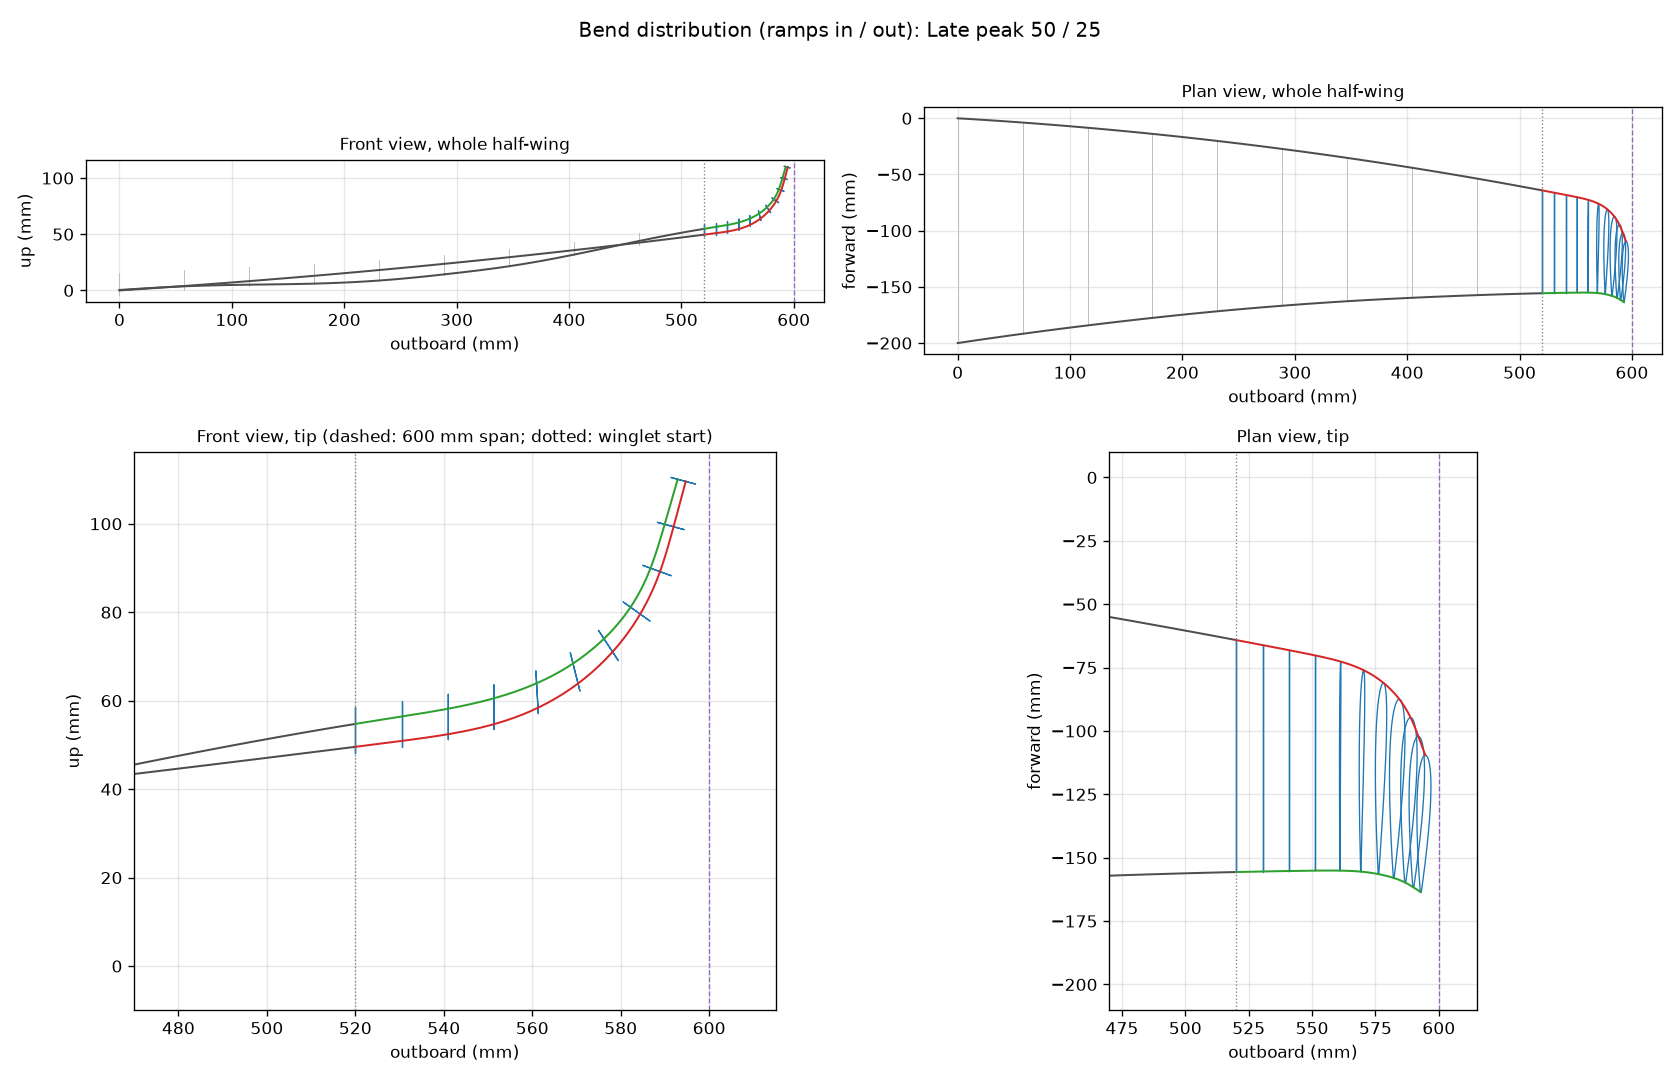 Bend distribution (ramps in / out): Late peak 50 / 25
Front view, whole half-wing
up (mm)
100
50
0
0 100 200 300 400 500 600
outboard (mm)
Plan view, whole half-wing
forward (mm)
0
−50
−100
−150
−200
0 100 200 300 400 500 600
outboard (mm)
Front view, tip (dashed: 600 mm span; dotted: winglet start)
up (mm)
100
80
60
40
20
0
480 500 520 540 560 580 600
outboard (mm)
Plan view, tip
forward (mm)
0
−25
−50
−75
−100
−125
−150
−175
−200
475 500 525 550 575 600
outboard (mm)